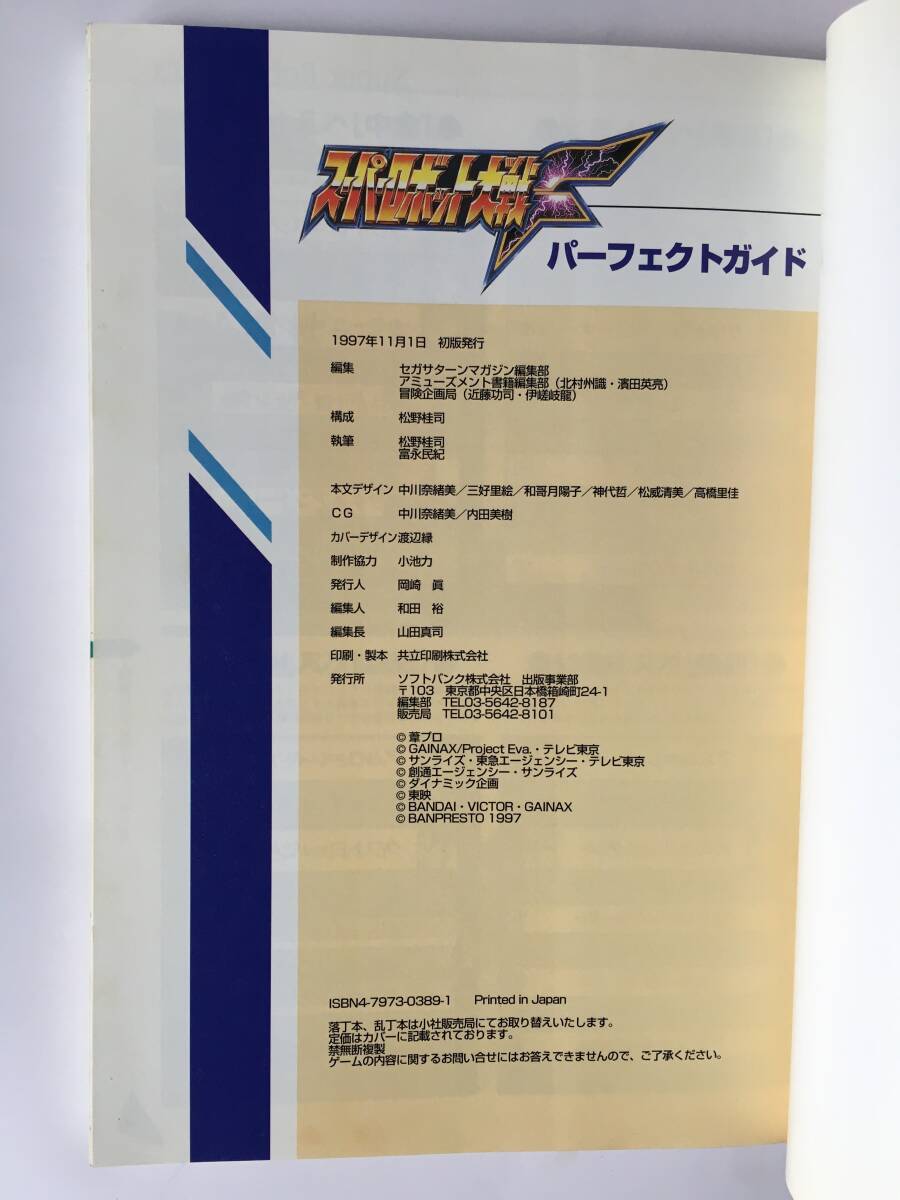 スーパーロボット大戦F
パーフェクトガイド
1997年11月1日 初版発行
編集 セガサターンマガジン編集部
アミューズメント書籍編集部（北村州識・濱田英亮）
冒険企画局（近藤功司・伊嵯岐龍）
構成 松野桂司
執筆 松野桂司
富永民紀
本文デザイン 中川奈緒美／三好里絵／和哥月陽子／神代哲／松威清美／高橋里佳
CG 中川奈緒美／内田美樹
カバーデザイン 渡辺縁
制作協力 小池力
発行人 岡崎 眞
編集人 和田 裕
編集長 山田真司
印刷・製本 共立印刷株式会社
発行所 ソフトバンク株式会社 出版事業部
〒103 東京都中央区日本橋箱崎町24-1
編集部 TEL03-5642-8187
販売局 TEL03-5642-8101
© 葦プロ
© GAINAX/Project Eva.・テレビ東京
© サンライズ・東急エージェンシー・テレビ東京
© 創通エージェンシー・サンライズ
© ダイナミック企画
© 東映
© BANDAI・VICTOR・GAINAX
© BANPRESTO 1997
ISBN4-7973-0389-1 Printed in Japan
落丁本、乱丁本は小社販売局にてお取り替えいたします。
定価はカバーに記載されております。
禁無断複製
ゲームの内容に関するお問い合せにはお答えできませんので、ご了承ください。